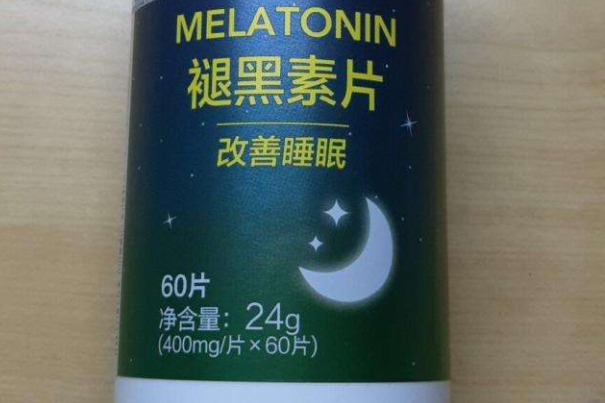 MELATONIN
褪黑素片
改善睡眠
60片
净含量：24g
(400mg/片×60片)